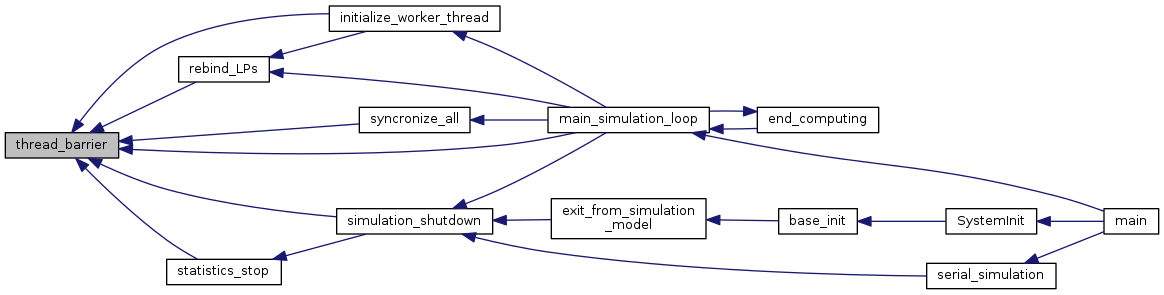 initialize_worker_thread
rebind_LPs
syncronize_all
main_simulation_loop
end_computing
thread_barrier
simulation_shutdown
exit_from_simulation
_model
base_init
SystemInit
main
statistics_stop
serial_simulation